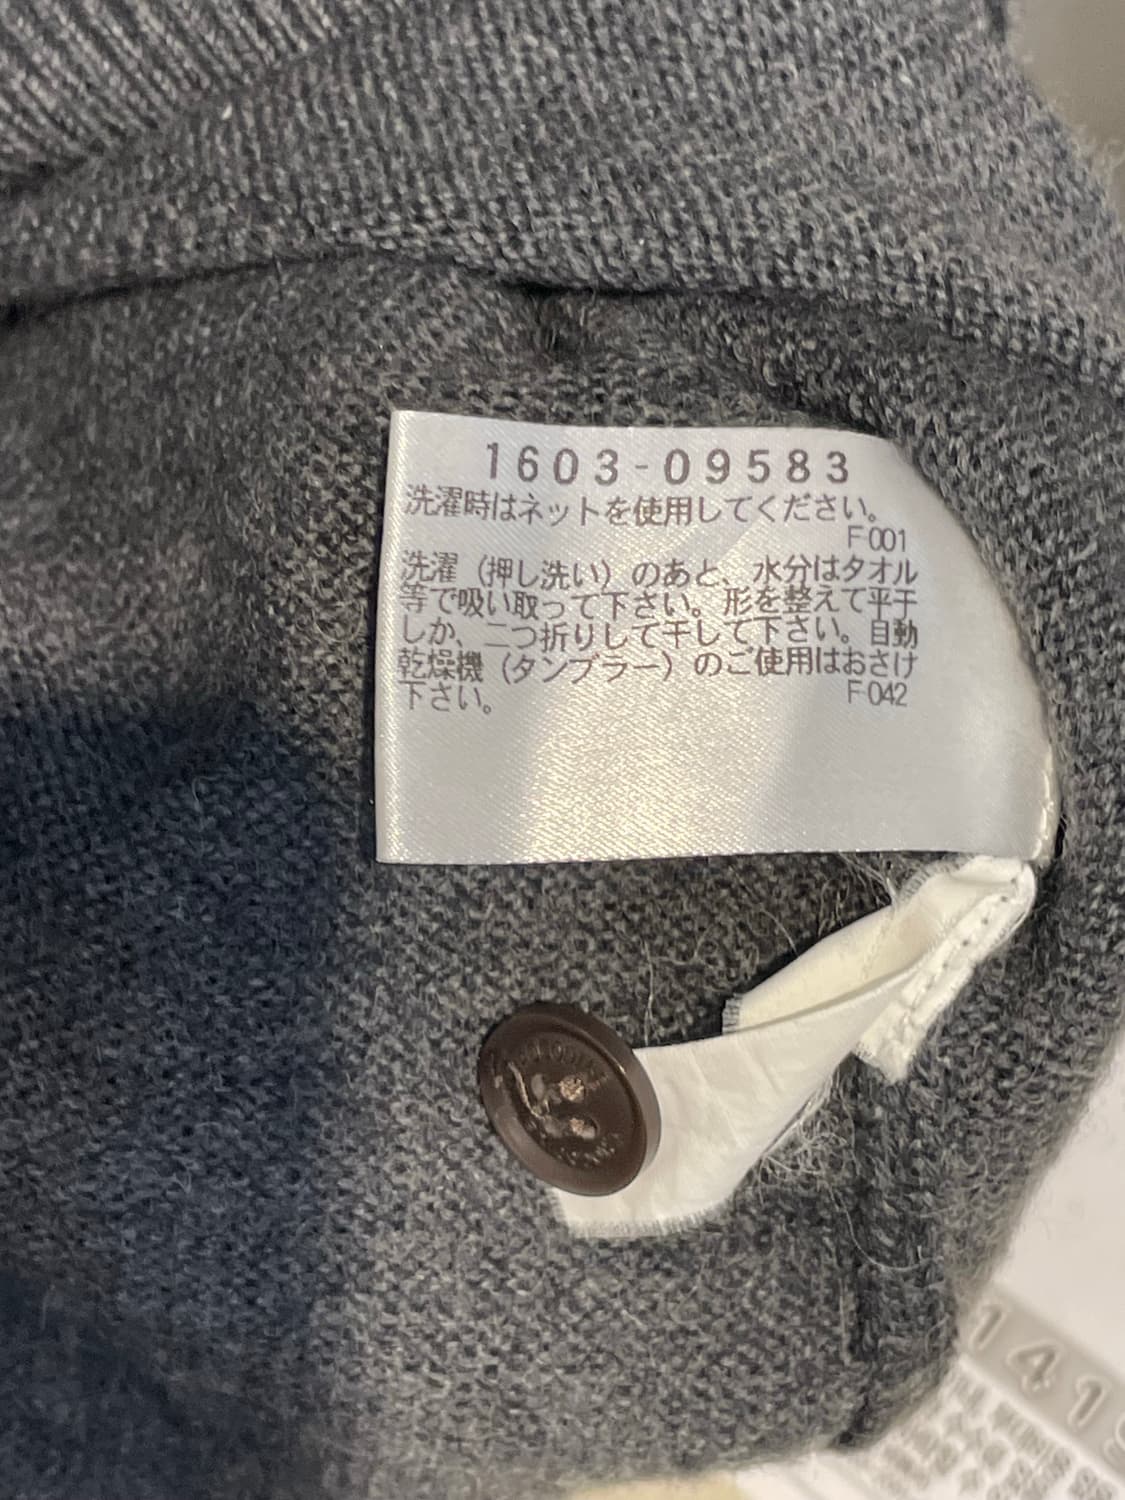 1603-09583
洗濯時はネットを使用してください。
F 001
洗濯（押し洗い）のあと、水分はタオル
等で吸い取って下さい。形を整えて平干
しか、二つ折りして干して下さい。自動
乾燥機（タンブラー）のご使用はおさけ
下さい。
F 042
1419